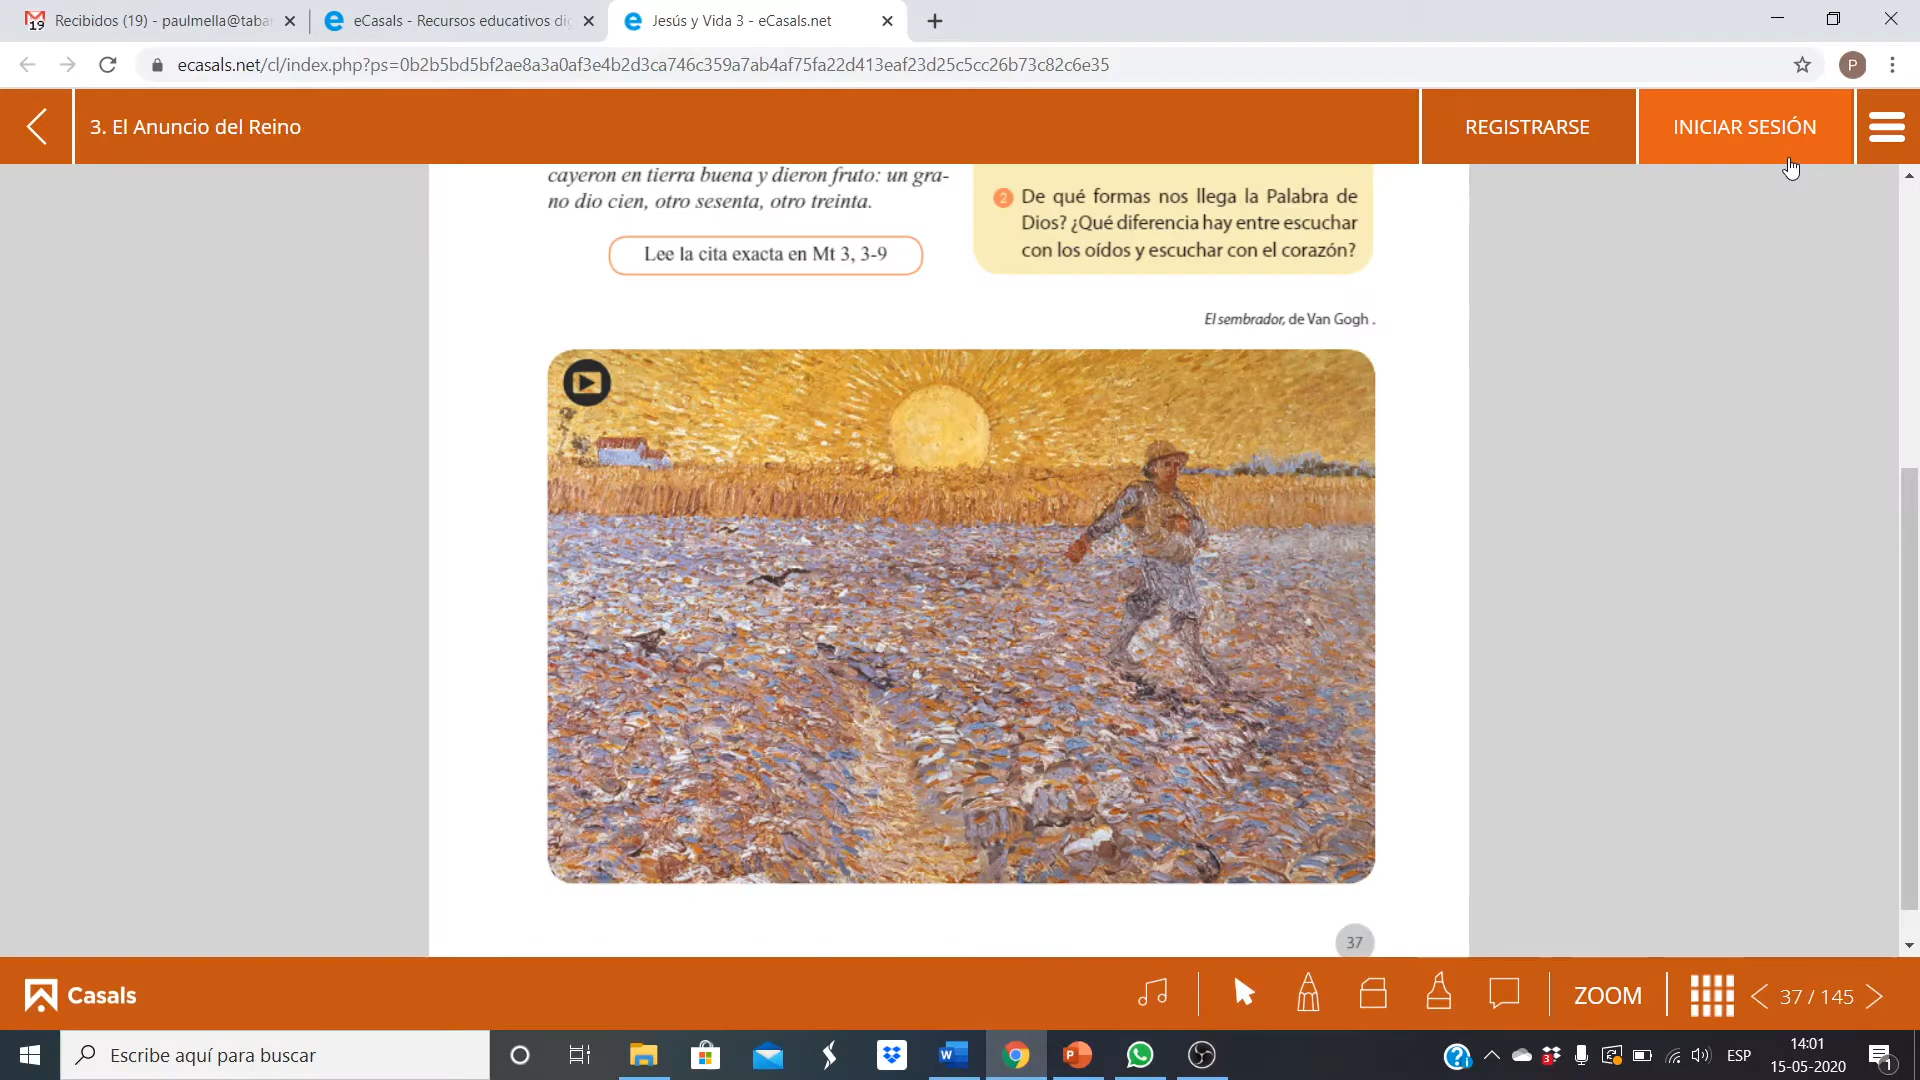 Recibidos (19) - paulmella@taba
eCasals - Recursos educativos dig
Jesús y Vida 3 - eCasals.net
ecasals.net/cl/index.php?ps=0b2b5bd5bf2ae8a3a0af3e4b2d3ca746c359a7ab4af75fa22d413eaf23d25c5cc26b73c82c6e35
P
3. El Anuncio del Reino
REGISTRARSE
INICIAR SESIÓN
cayeron en tierra buena y dieron fruto: un gra-
no dio cien, otro sesenta, otro treinta.
Lee la cita exacta en Mt 3, 3-9
2 De qué formas nos llega la Palabra de
Dios? ¿Qué diferencia hay entre escuchar
con los oídos y escuchar con el corazón?
El sembrador, de Van Gogh .
37
Casals
ZOOM
37 / 145
Escribe aquí para buscar
ESP
14:01
15-05-2020
1